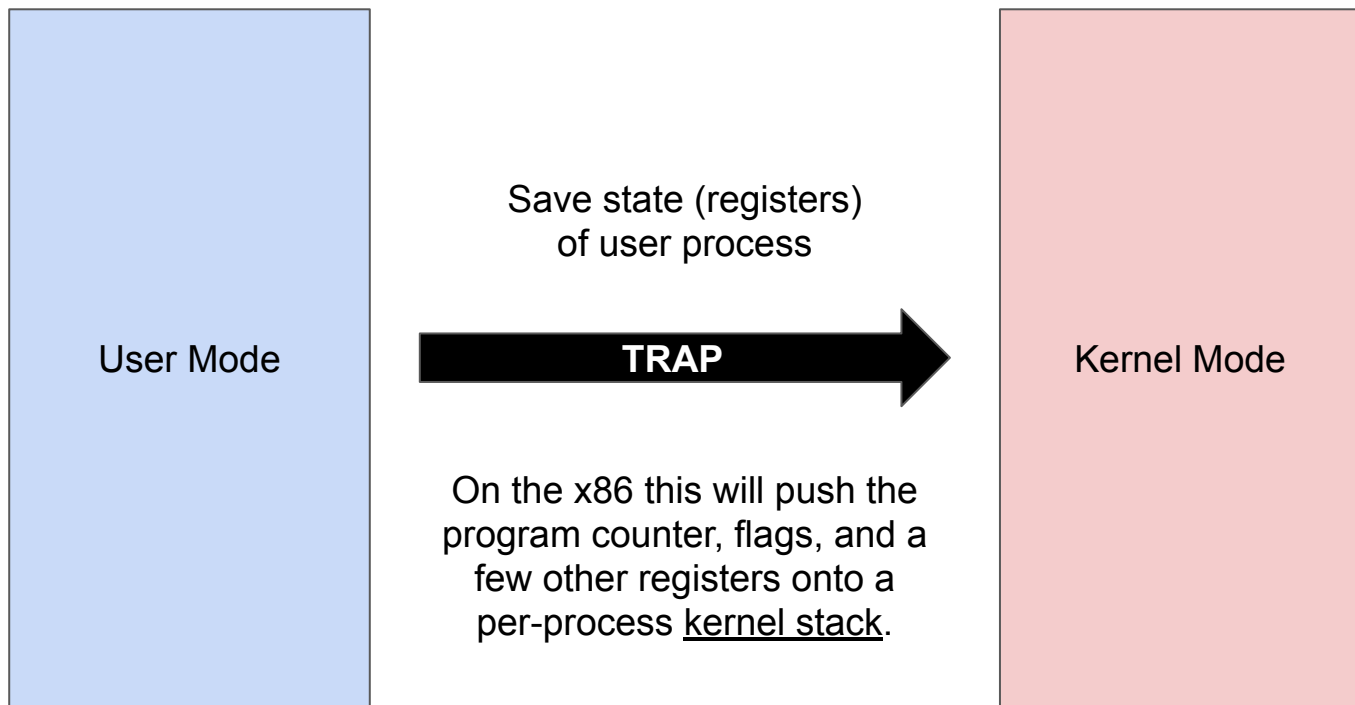 Save state (registers)
of user process
User Mode
TRAP
Kernel Mode
On the x86 this will push the
program counter, flags, and a
few other registers onto a
per-process kernel stack.